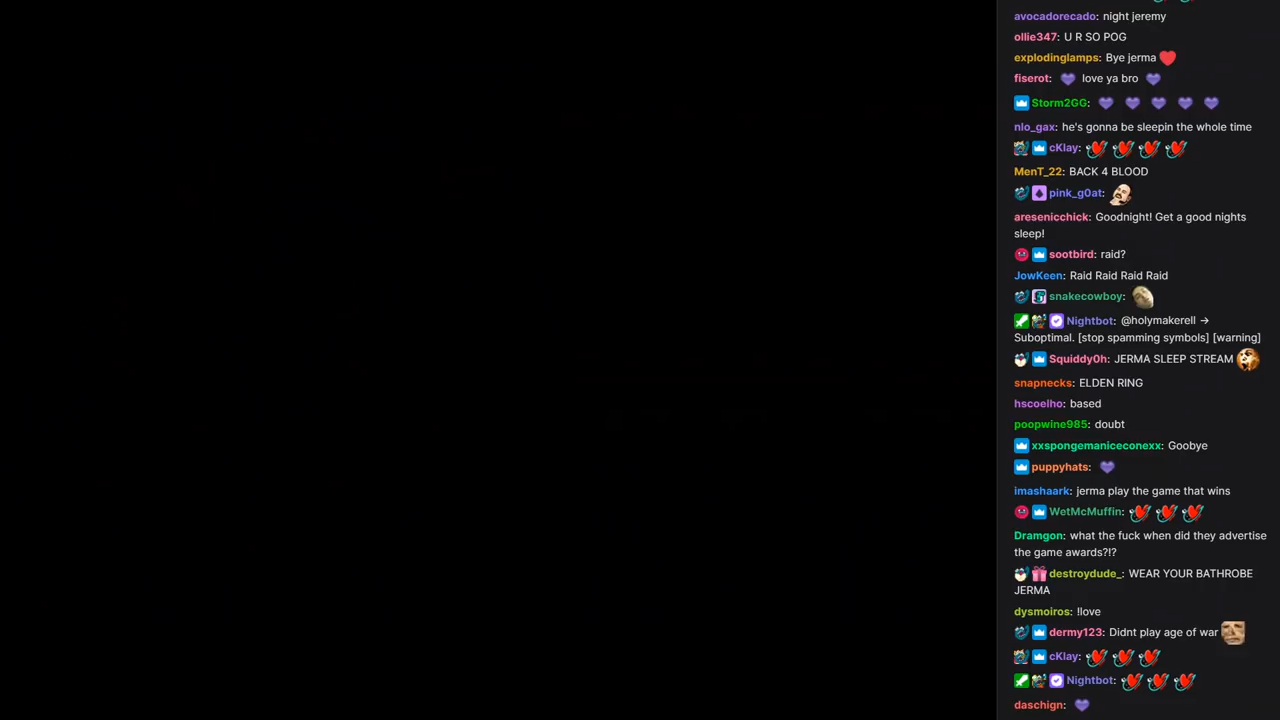 avocadorecado: night jeremy
ollie347: U R SO POG
explodinglamps: Bye jerma
fiserot: love ya bro
Storm2GG:
nlo_gax: he's gonna be sleepin the whole time
cKlay:
MenT_22: BACK 4 BLOOD
pink_g0at:
aresenicchick: Goodnight! Get a good nights
sleep!
sootbird: raid?
JowKeen: Raid Raid Raid Raid
snakecowboy:
Nightbot: @holymakerell →
Suboptimal. [stop spamming symbols] [warning]
Squiddy0h: JERMA SLEEP STREAM
snapnecks: ELDEN RING
hscoelho: based
poopwine985: doubt
xxspongemaniceconexx: Goobye
puppyhats:
imashaark: jerma play the game that wins
WetMcMuffin:
Dramgon: what the fuck when did they advertise
the game awards?!?
destroydude_: WEAR YOUR BATHROBE
JERMA
dysmoiros: !love
dermy123: Didnt play age of war
cKlay:
Nightbot:
daschign: